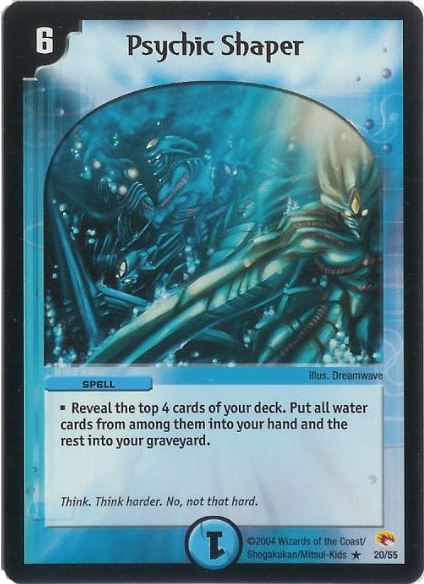 6
Psychic Shaper
illus. Dreamwave
SPELL
▪ Reveal the top 4 cards of your deck. Put all water
cards from among them into your hand and the
rest into your graveyard.
Think. Think harder. No, not that hard.
1
©2004 Wizards of the Coast/
Shogakukan/Mitsui-Kids ★ 20/55